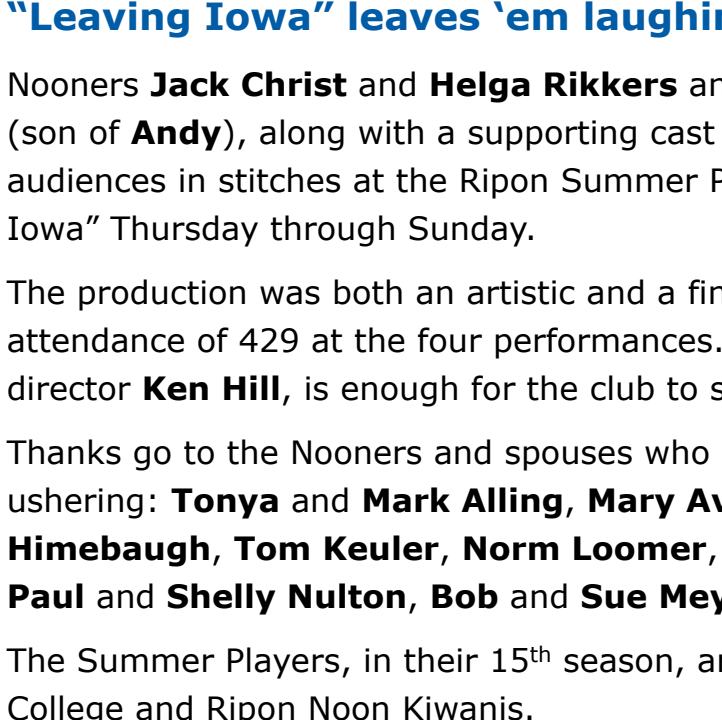 “Leaving Iowa” leaves ‘em laughin
Nooners Jack Christ and Helga Rikkers an
(son of Andy), along with a supporting cast
audiences in stitches at the Ripon Summer P
Iowa” Thursday through Sunday.
The production was both an artistic and a fin
attendance of 429 at the four performances.
director Ken Hill, is enough for the club to s
Thanks go to the Nooners and spouses who
ushering: Tonya and Mark Alling, Mary Av
Himebaugh, Tom Keuler, Norm Loomer,
Paul and Shelly Nulton, Bob and Sue Mey
The Summer Players, in their 15th season, ar
College and Ripon Noon Kiwanis.